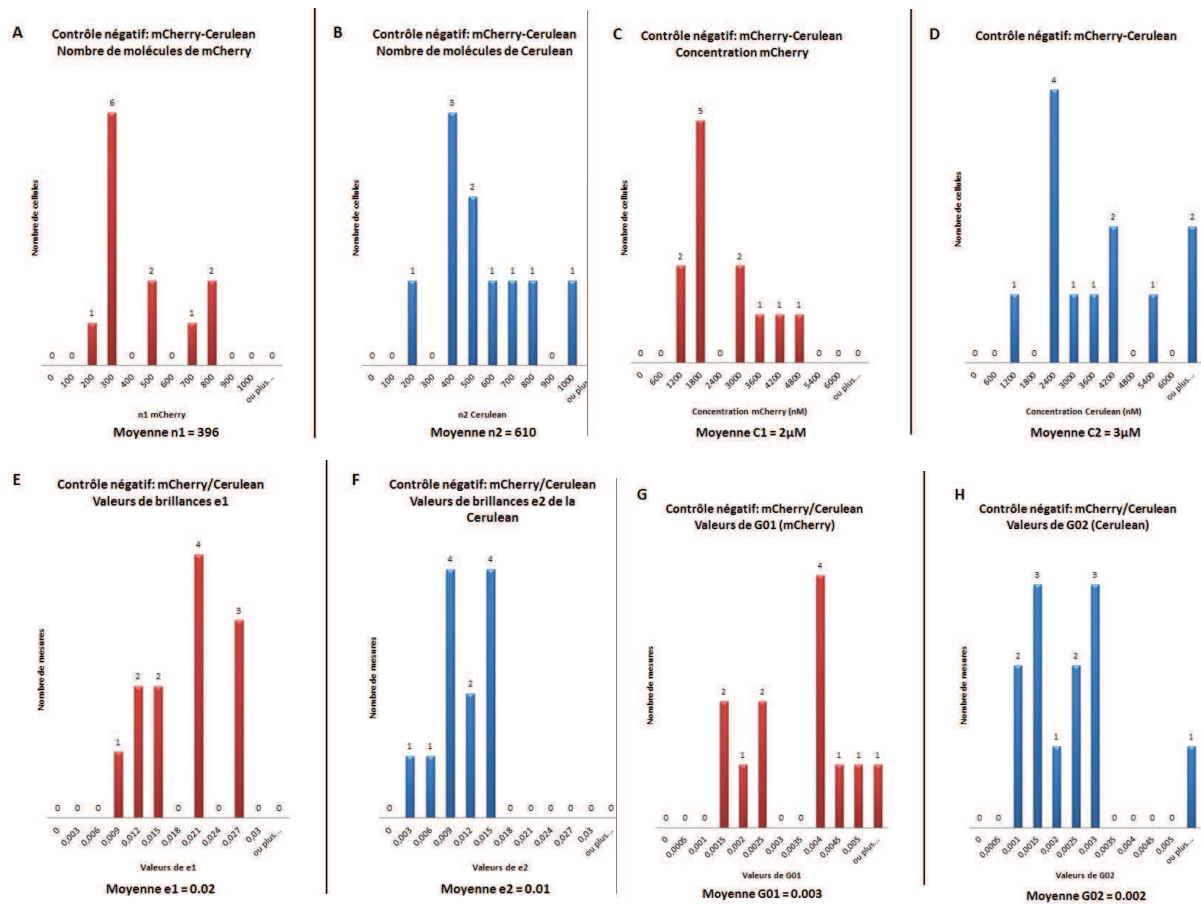 A
Contrôle négatif: mCherry-Cerulean
Nombre de molécules de mCherry
Nombre de cellules
0 0 1 6 0 2 0 1 2 0 0 0
0 100 200 300 400 500 600 700 800 900 1000 ou plus...
n1 mCherry
Moyenne n1 = 396
B
Contrôle négatif: mCherry-Cerulean
Nombre de molécules de Cerulean
Nombre de cellules
0 0 1 0 3 2 1 1 1 0 1
0 100 200 300 400 500 600 700 800 900 1000 ou plus...
n2 Cerulean
Moyenne n2 = 610
C
Contrôle négatif: mCherry-Cerulean
Concentration mCherry
Nombre de cellules
0 0 2 5 0 2 1 1 1 0 0 0
0 600 1200 1800 2400 3000 3600 4200 4800 5400 6000 ou plus...
Concentration mCherry (nM)
Moyenne C1 = 2µM
D
Contrôle négatif: mCherry-Cerulean
Nombre de cellules
0 0 1 0 4 1 1 2 0 1 0 2
0 600 1200 1800 2400 3000 3600 4200 4800 5400 6000 ou plus...
Concentration Cerulean (nM)
Moyenne C2 = 3µM
E
Contrôle négatif: mCherry/Cerulean
Valeurs de brillances e1
Nombre de mesures
0 0 0 1 2 2 0 4 0 3 0 0
0 0,003 0,006 0,009 0,012 0,015 0,018 0,021 0,024 0,027 0,03 ou plus...
Valeurs de e1
Moyenne e1 = 0.02
F
Contrôle négatif: mCherry/Cerulean
Valeurs de brillances e2 de la
Cerulean
Nombre de mesures
0 1 1 4 2 4 0 0 0 0 0 0
0 0,003 0,006 0,009 0,012 0,015 0,018 0,021 0,024 0,027 0,03 ou plus...
Valeurs de e2
Moyenne e2 = 0.01
G
Contrôle négatif: mCherry/Cerulean
Valeurs de G01 (mCherry)
Nombre de mesures
0 0 0 2 1 2 0 0 4 1 1 1
0 0,0005 0,001 0,0015 0,002 0,0025 0,003 0,0035 0,004 0,0045 0,005 ou plus...
Valeurs de G01
Moyenne G01 = 0.003
H
Contrôle négatif: mCherry/Cerulean
Valeurs de G02 (Cerulean)
Nombre de mesures
0 0 2 3 1 2 3 0 0 0 0 1
0 0,0005 0,001 0,0015 0,002 0,0025 0,003 0,0035 0,004 0,0045 0,005 ou plus...
Valeurs de G02
Moyenne G02 = 0.002